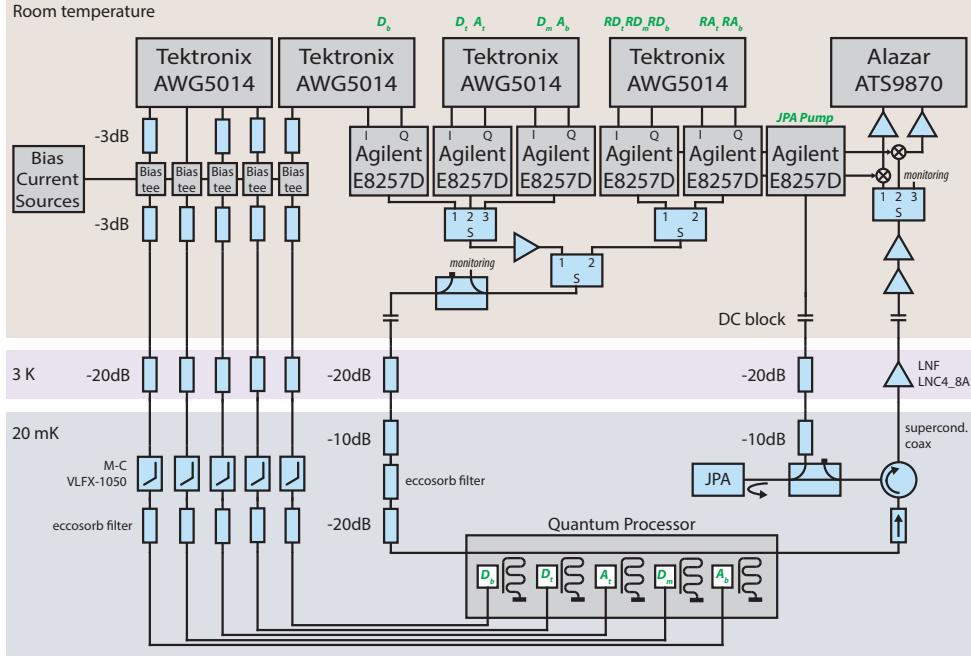 Room temperature
D_b
D_t A_t
D_m A_b
RD_t RD_m RD_b
RA_t RA_b
Tektronix
AWG5014
Tektronix
AWG5014
Tektronix
AWG5014
Tektronix
AWG5014
Alazar
ATS9870
JPA Pump
-3dB
I Q
Agilent
E8257D
I Q
Agilent
E8257D
I Q
Agilent
E8257D
I Q
Agilent
E8257D
I Q
Agilent
E8257D
Agilent
E8257D
Bias
Current
Sources
Bias
tee
Bias
tee
Bias
tee
Bias
tee
Bias
tee
monitoring
1 2 3
S
-3dB
1 2 3
S
1 2
S
1 2
S
monitoring
DC block
3 K
-20dB
-20dB
-20dB
LNF
LNC4_8A
20 mK
-10dB
-10dB
supercond.
coax
M-C
VLFX-1050
eccosorb filter
JPA
eccosorb filter
-20dB
Quantum Processor
D_b
D_t
A_t
D_m
A_b